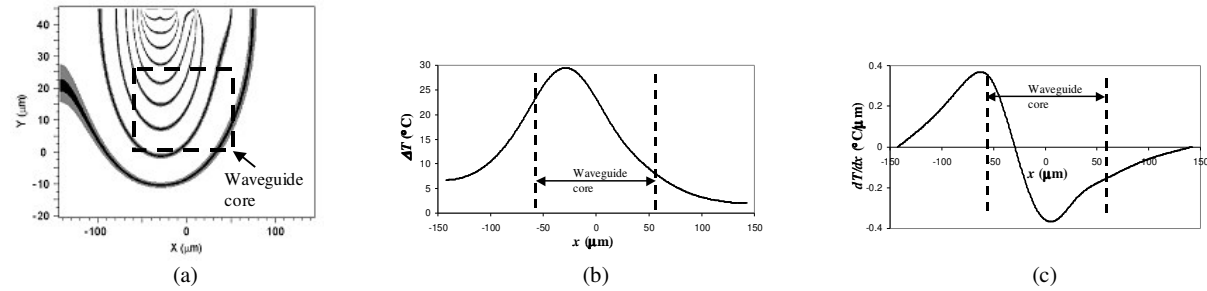 40
30
20
10
0
-10
-20
Y (μm)
-100
0
100
X (μm)
Waveguide
core
(a)
30
25
20
15
10
5
0
ΔT (°C)
-150
-100
-50
0
50
100
150
x (μm)
Waveguide
core
(b)
0.4
0.2
0
-0.2
-0.4
dT/dx (°C/μm)
-150
-100
-50
0
50
100
150
x (μm)
Waveguide
core
(c)